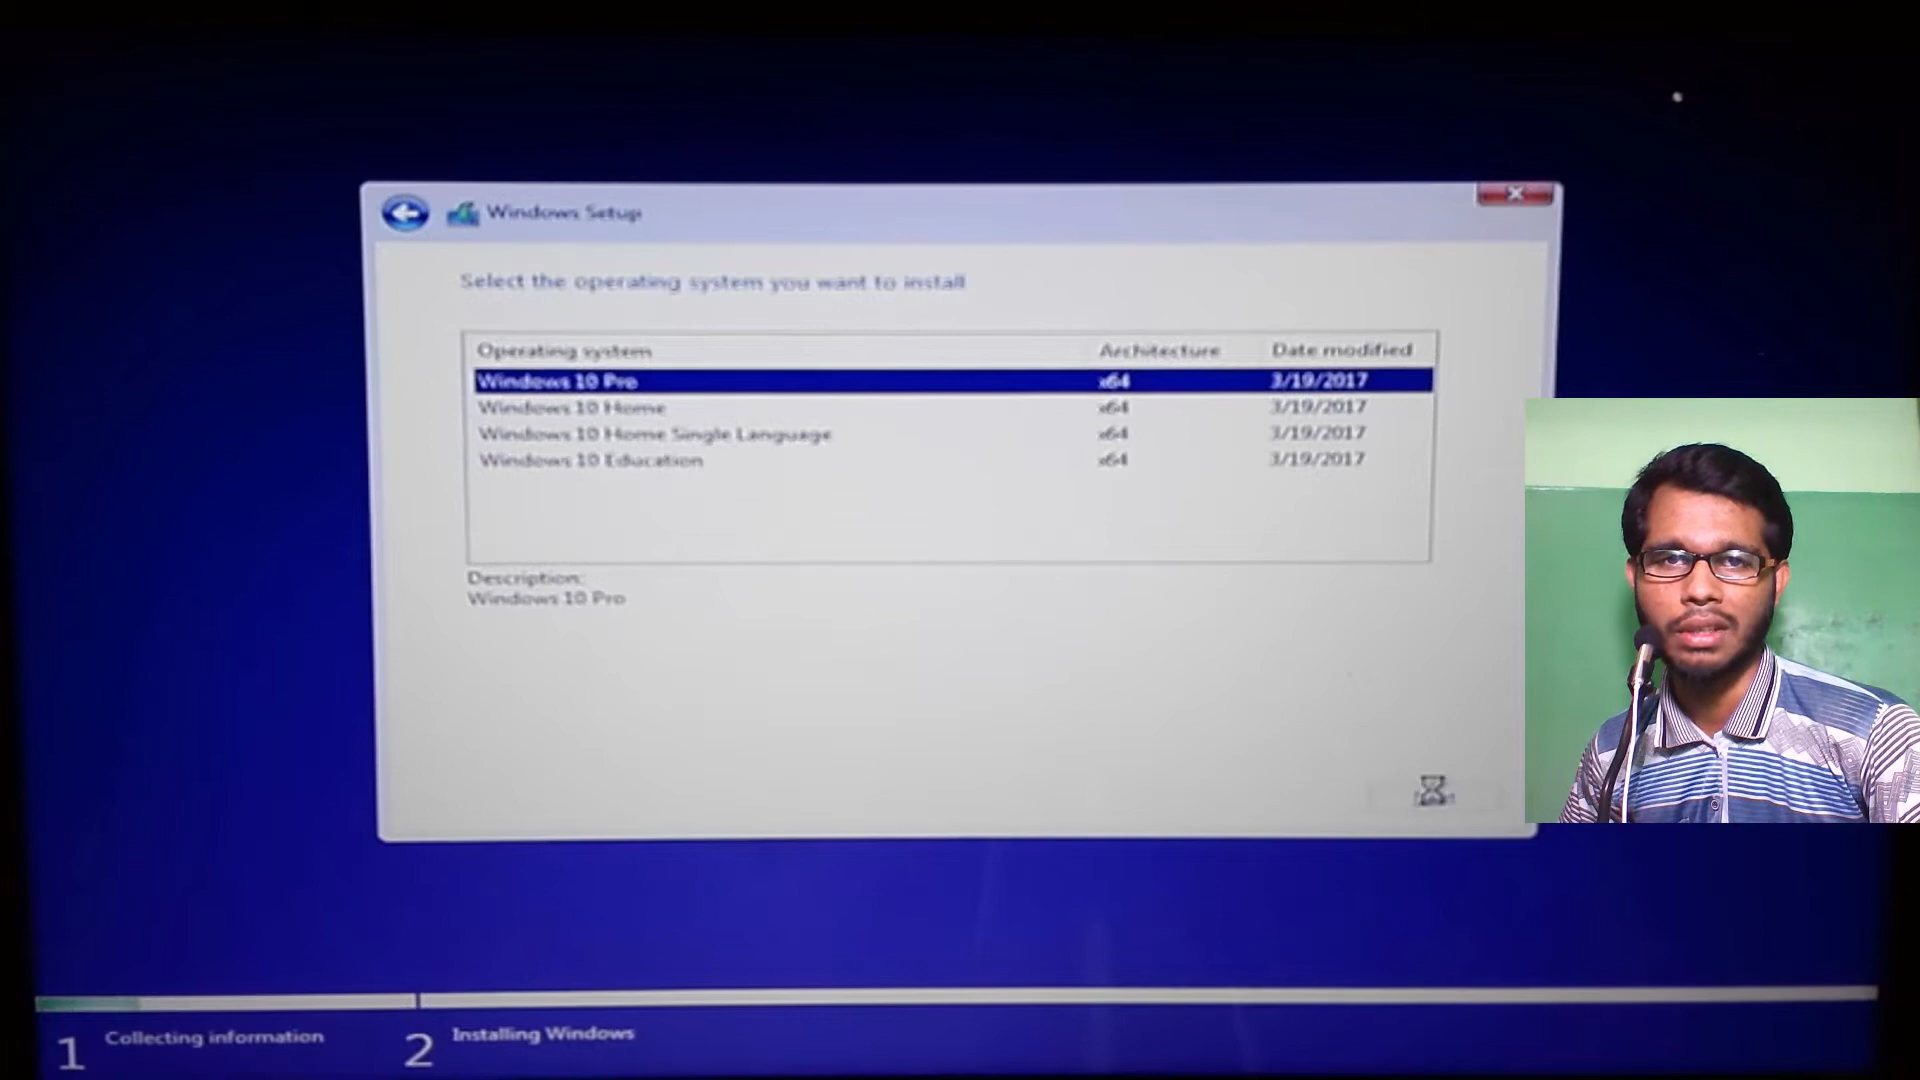 Windows Setup
Select the operating system you want to install
Operating system Architecture Date modified
Windows 10 Pro x64 3/19/2017
Windows 10 Home x64 3/19/2017
Windows 10 Home Single Language x64 3/19/2017
Windows 10 Education x64 3/19/2017
Description:
Windows 10 Pro
1 Collecting information 2 Installing Windows